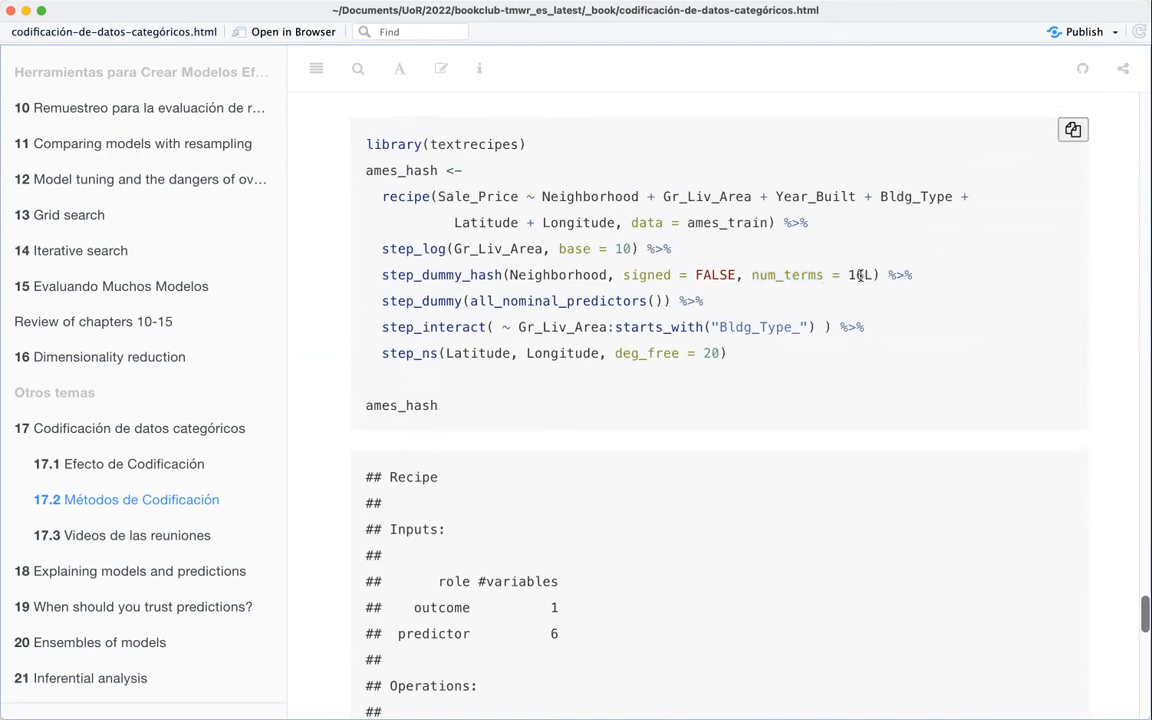 ~/Documents/UoR/2022/bookclub-tmwr_es_latest/_book/codificación-de-datos-categóricos.html
codificación-de-datos-categóricos.html
Open in Browser
Find
Publish
Herramientas para Crear Modelos Ef...
10 Remuestreo para la evaluación de r...
11 Comparing models with resampling
12 Model tuning and the dangers of ov...
13 Grid search
14 Iterative search
15 Evaluando Muchos Modelos
Review of chapters 10-15
16 Dimensionality reduction
Otros temas
17 Codificación de datos categóricos
17.1 Efecto de Codificación
17.2 Métodos de Codificación
17.3 Videos de las reuniones
18 Explaining models and predictions
19 When should you trust predictions?
20 Ensembles of models
21 Inferential analysis
library(textrecipes)
ames_hash <-
recipe(Sale_Price ~ Neighborhood + Gr_Liv_Area + Year_Built + Bldg_Type +
Latitude + Longitude, data = ames_train) %>%
step_log(Gr_Liv_Area, base = 10) %>%
step_dummy_hash(Neighborhood, signed = FALSE, num_terms = 16L) %>%
step_dummy(all_nominal_predictors()) %>%
step_interact( ~ Gr_Liv_Area:starts_with("Bldg_Type_") ) %>%
step_ns(Latitude, Longitude, deg_free = 20)
ames_hash
## Recipe
##
## Inputs:
##
## role #variables
## outcome 1
## predictor 6
##
## Operations:
##